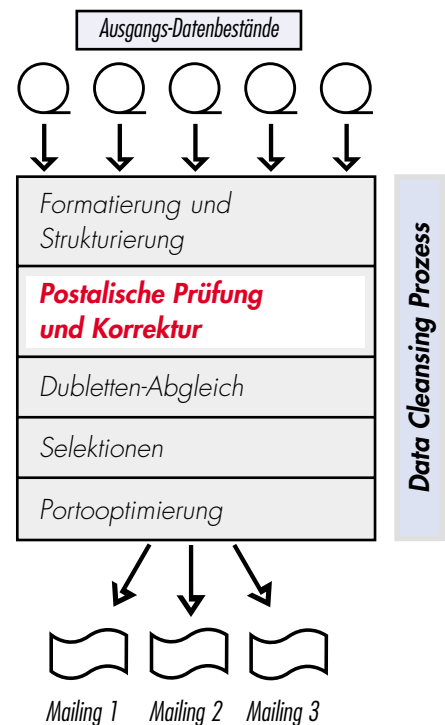 Ausgangs-Datenbestände
Formatierung und
Strukturierung
Postalische Prüfung
und Korrektur
Dubletten-Abgleich
Selektionen
Portooptimierung
Data Cleansing Prozess
Mailing 1 Mailing 2 Mailing 3